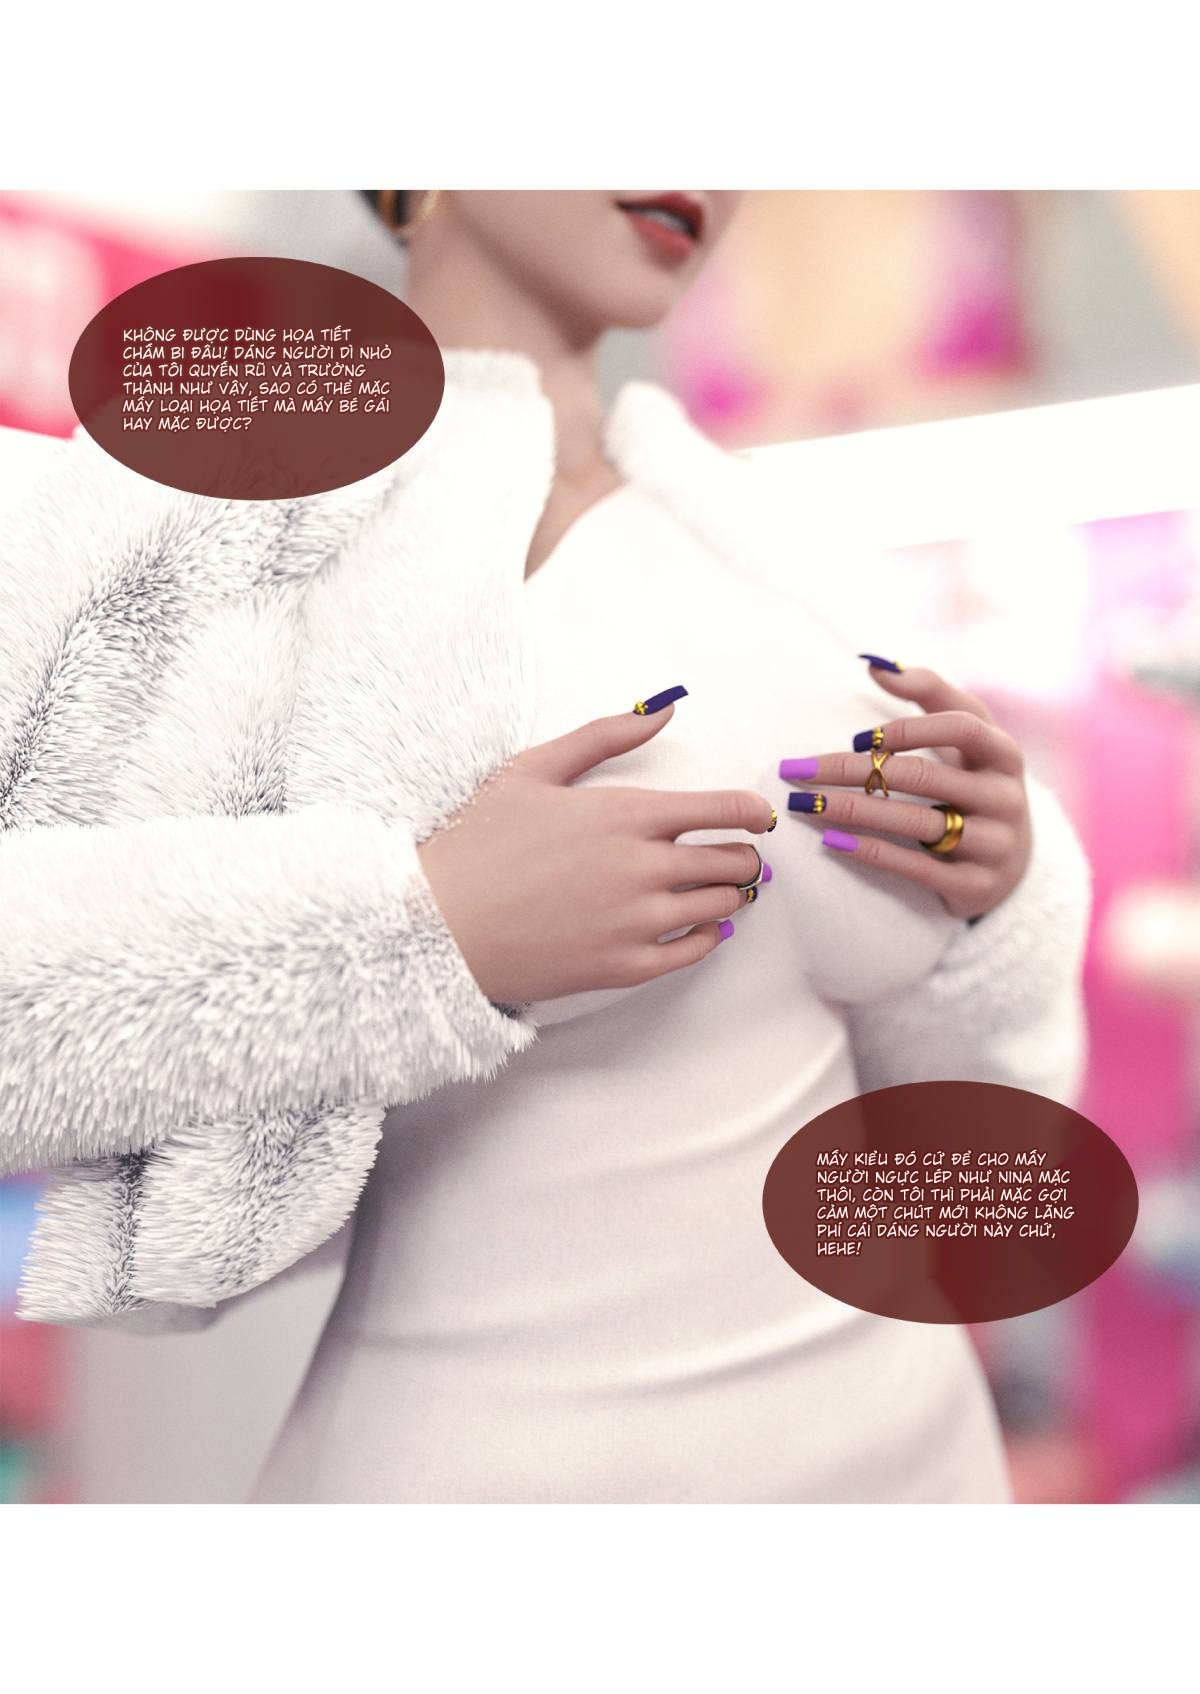 KHÔNG ĐƯỢC DÙNG HỌA TIẾT
CHẤM BI ĐÂU! DÁNG NGƯỜI DÌ NHỎ
CỦA TÔI QUYẾN RŨ VÀ TRƯỞNG
THÀNH NHƯ VẬY, SAO CÓ THỂ MẶC
MẤY LOẠI HỌA TIẾT MÀ MẤY BÉ GÁI
HAY MẶC ĐƯỢC?
MẤY KIỂU ĐÓ CỨ ĐỂ CHO MẤY
NGƯỜI NGỰC LÉP NHƯ NINA MẶC
THÔI, CÒN TÔI THÌ PHẢI MẶC GỢI
CẢM MỘT CHÚT MỚI KHÔNG LÃNG
PHÍ CÁI DÁNG NGƯỜI NÀY CHỨ,
HEHE!